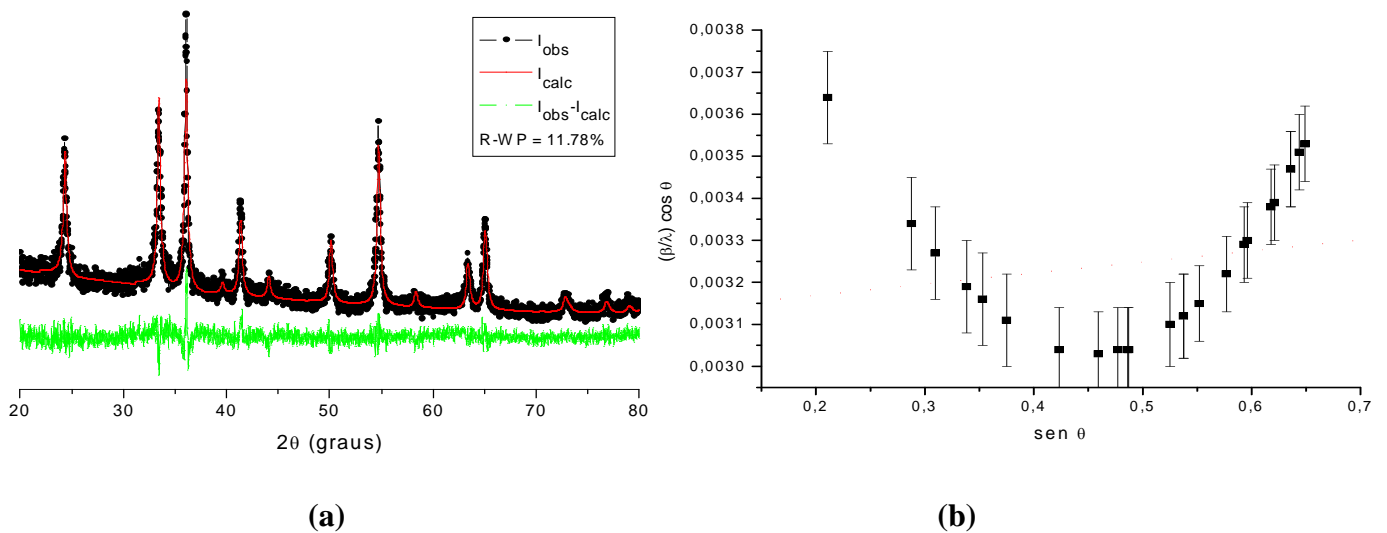 I_obs
I_calc
I_obs-I_calc
R-WP = 11.78%
20 30 40 50 60 70 80
2θ (graus)
(a)
0,0038
0,0037
0,0036
0,0035
0,0034
0,0033
0,0032
0,0031
0,0030
(β/λ) cos θ
0,2 0,3 0,4 0,5 0,6 0,7
sen θ
(b)